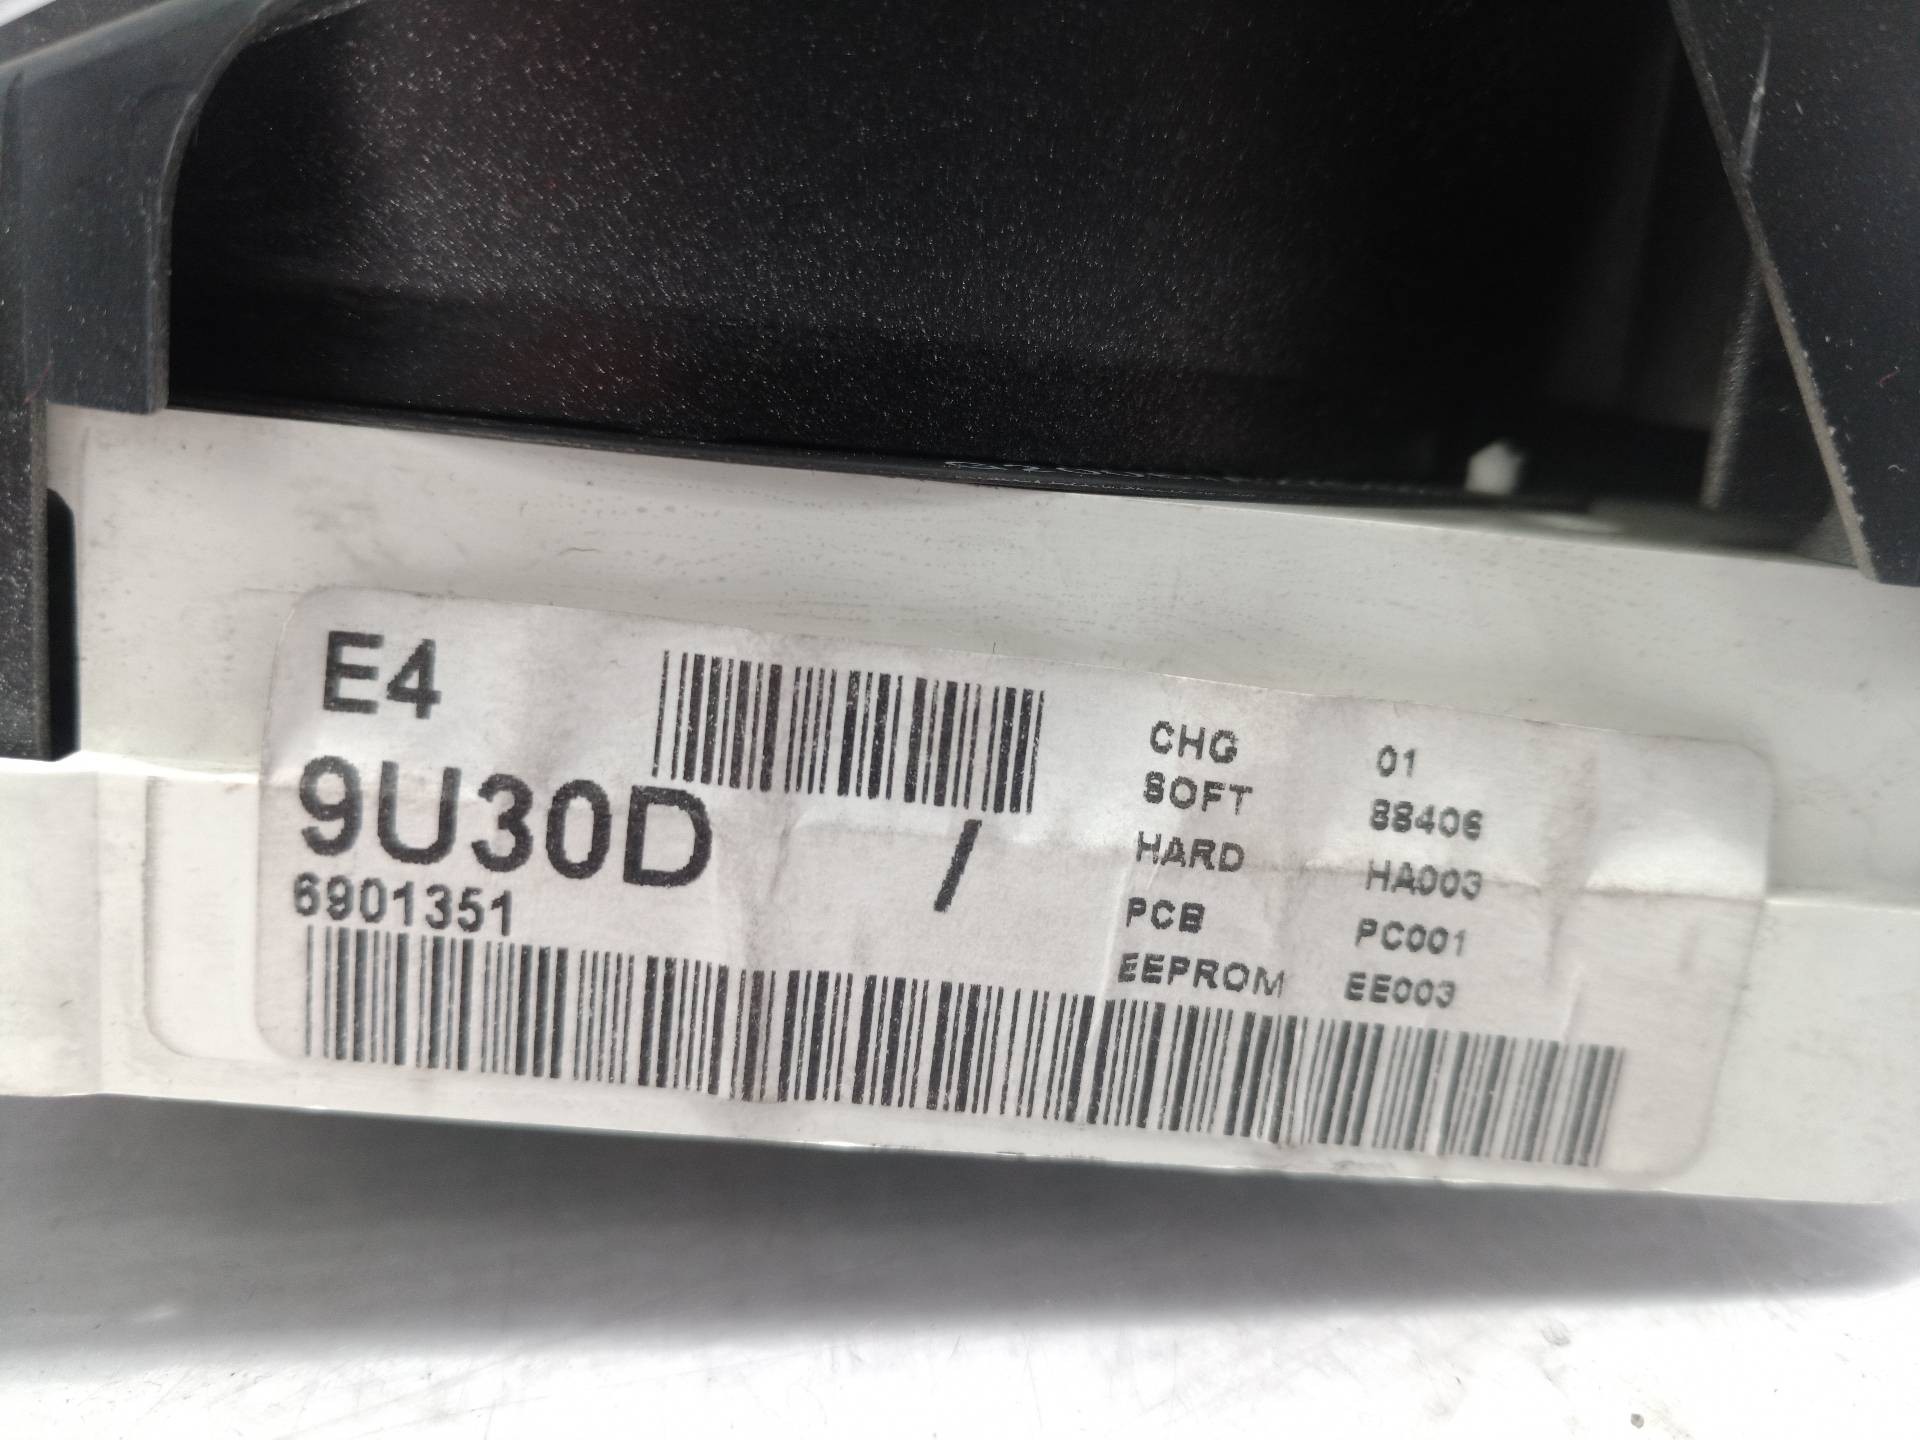 E4
9U30D /
6901351
CHG 01
SOFT 88406
HARD HA003
PCB PC001
EEPROM EE003